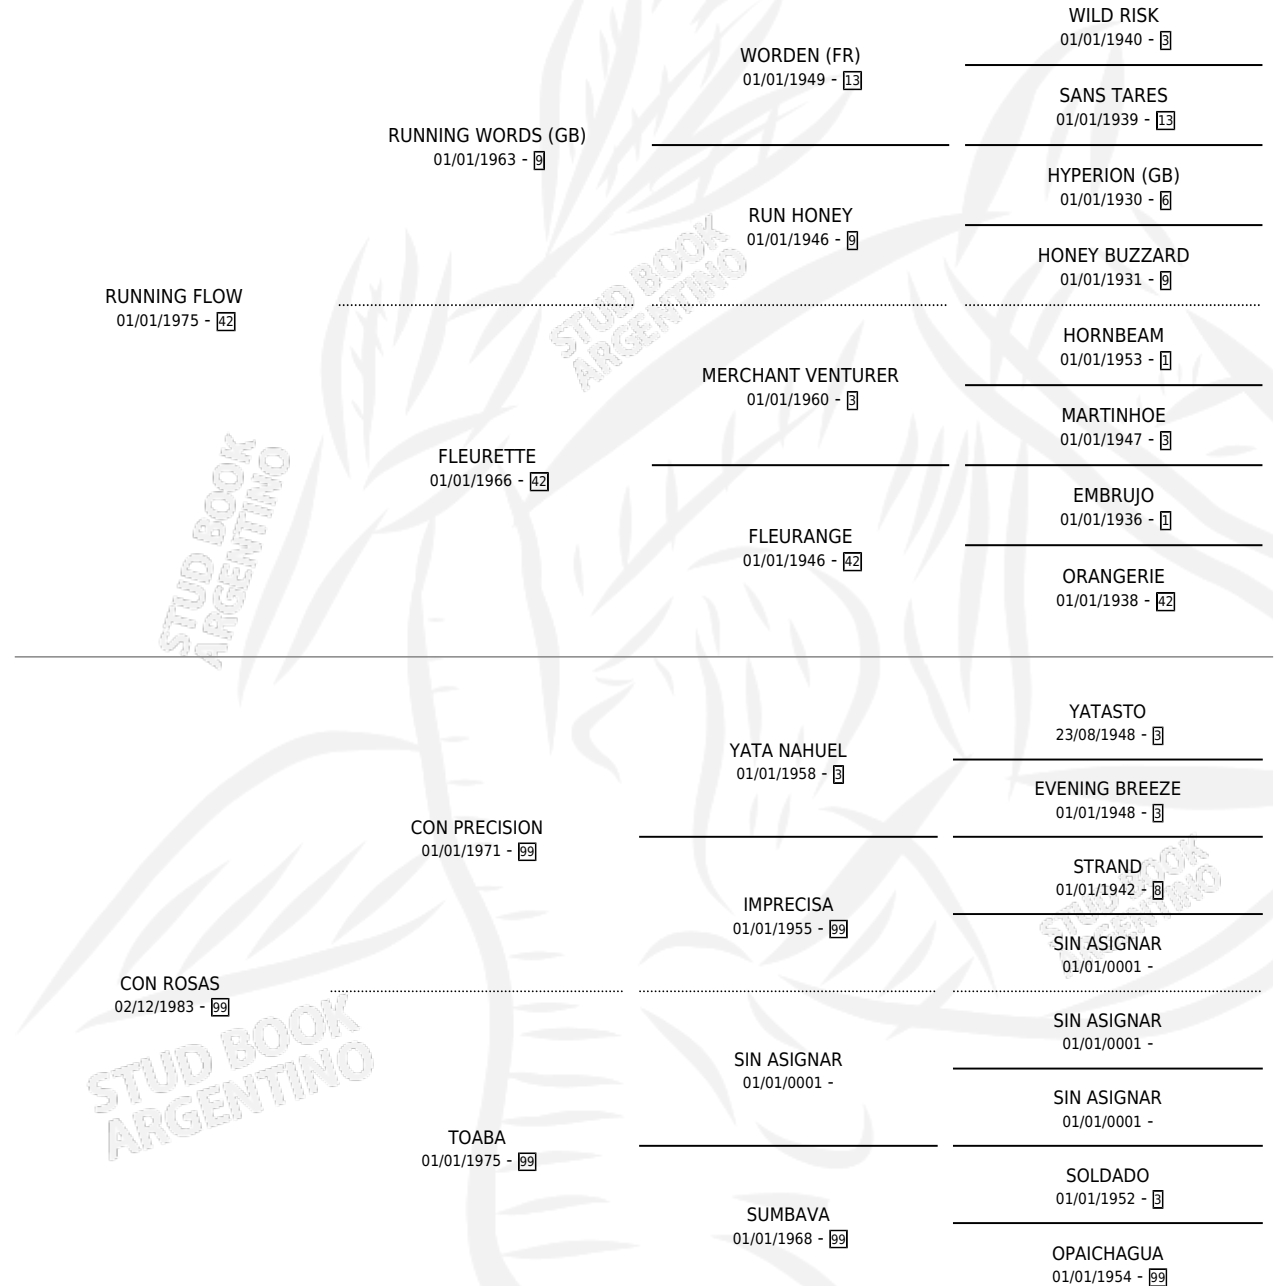 WILD RISK
01/01/1940 - 3
WORDEN (FR)
01/01/1949 - 13
SANS TARES
01/01/1939 - 13
RUNNING WORDS (GB)
01/01/1963 - 9
HYPERION (GB)
01/01/1930 - 6
RUN HONEY
01/01/1946 - 9
HONEY BUZZARD
01/01/1931 - 9
RUNNING FLOW
01/01/1975 - 42
HORNBEAM
01/01/1953 - 1
MERCHANT VENTURER
01/01/1960 - 3
MARTINHOE
01/01/1947 - 3
FLEURETTE
01/01/1966 - 42
EMBRUJO
01/01/1936 - 1
FLEURANGE
01/01/1946 - 42
ORANGERIE
01/01/1938 - 42
YATASTO
23/08/1948 - 3
YATA NAHUEL
01/01/1958 - 3
EVENING BREEZE
01/01/1948 - 3
CON PRECISION
01/01/1971 - 99
STRAND
01/01/1942 - 8
IMPRECISA
01/01/1955 - 99
SIN ASIGNAR
01/01/0001 -
CON ROSAS
02/12/1983 - 99
SIN ASIGNAR
01/01/0001 -
SIN ASIGNAR
01/01/0001 -
SIN ASIGNAR
01/01/0001 -
TOABA
01/01/1975 - 99
SOLDADO
01/01/1952 - 3
SUMBAVA
01/01/1968 - 99
OPAICHAGUA
01/01/1954 - 99
STUD BOOK
ARGENTINO
STUD BOOK
ARGENTINO
STUD BOOK
ARGENTINO
STUD BOOK
ARGENTINO